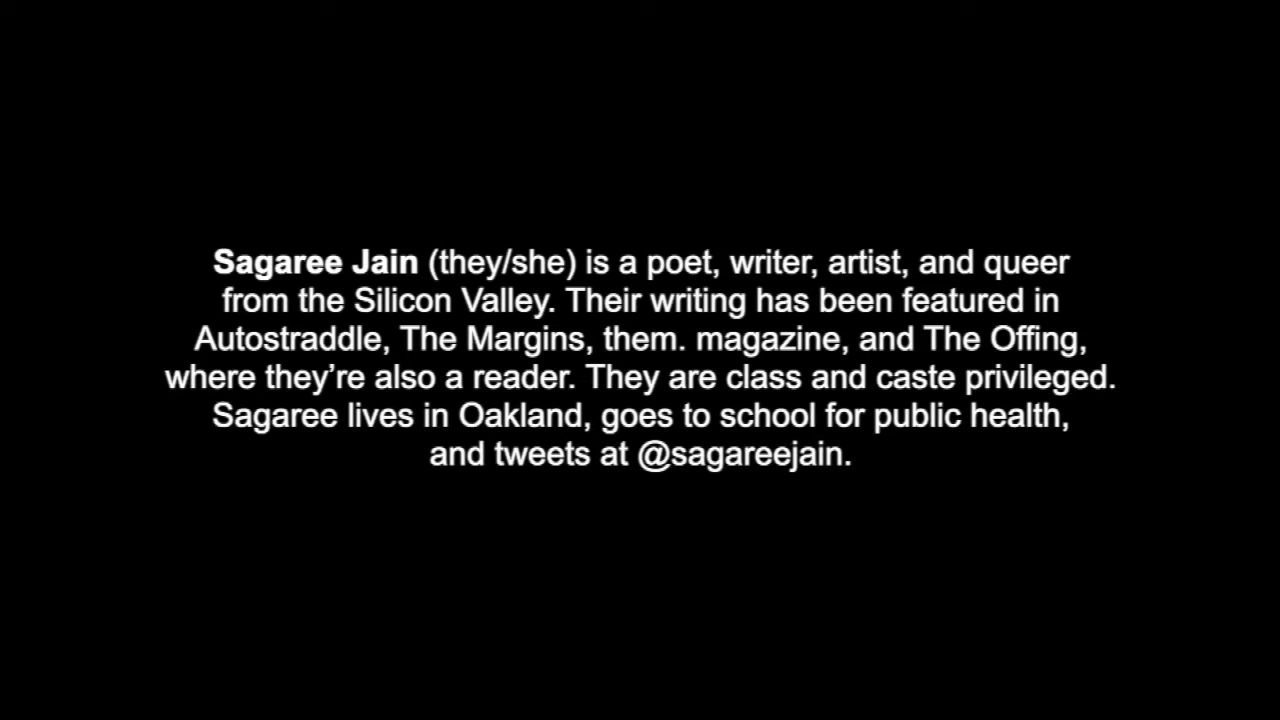 Sagaree Jain (they/she) is a poet, writer, artist, and queer
from the Silicon Valley. Their writing has been featured in
Autostraddle, The Margins, them. magazine, and The Offing,
where they’re also a reader. They are class and caste privileged.
Sagaree lives in Oakland, goes to school for public health,
and tweets at @sagareejain.